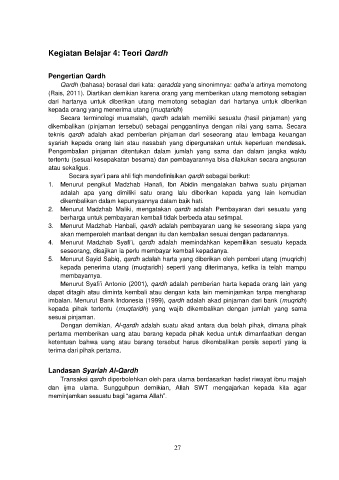 Kegiatan Belajar 4: Teori Qardh
Pengertian Qardh
Qardh (bahasa) berasal dari kata: qaradda yang sinonimnya: qatha'a artinya memotong
(Rais, 2011). Diartikan demikian karena orang yang memberikan utang memotong sebagian
dari hartanya untuk diberikan utang memotong sebagian dari hartanya untuk diberikan
kepada orang yang menerima utang (muqtaridh)
Secara terminologi muamalah, qardh adalah memiliki sesuatu (hasil pinjaman) yang
dikembalikan (pinjaman tersebut) sebagai penggantinya dengan nilai yang sama. Secara
teknis qardh adalah akad pemberian pinjaman dari seseorang atau lembaga keuangan
syariah kepada orang lain atau nasabah yang dipergunakan untuk keperluan mendesak.
Pengembalian pinjaman ditentukan dalam jumlah yang sama dan dalam jangka waktu
tertentu (sesuai kesepakatan besama) dan pembayarannya bisa dilakukan secara angsuran
atau sekaligus.
Secara syar'i para ahli fiqh mendefinisikan qardh sebagai berikut:
1. Menurut pengikut Madzhab Hanafi, Ibn Abidin mengatakan bahwa suatu pinjaman
adalah apa yang dimiliki satu orang lalu diberikan kepada yang lain kemudian
dikembalikan dalam kepunyaannya dalam baik hati.
2. Menurut Madzhab Maliki, mengatakan qardh adalah Pembayaran dari sesuatu yang
berharga untuk pembayaran kembali tidak berbeda atau setimpal.
3. Menurut Madzhab Hanbali, qardh adalah pembayaran uang ke seseorang siapa yang
akan memperoleh manfaat dengan itu dan kembalian sesuai dengan padanannya.
4. Menurut Madzhab Syafi'i, qardh adalah memindahkan kepemilikan sesuatu kepada
seseorang, disajikan ia perlu membayar kembali kepadanya.
5. Menurut Sayid Sabiq, qardh adalah harta yang diberikan oleh pemberi utang (muqridh)
kepada penerima utang (muqtaridh) seperti yang diterimanya, ketika ia telah mampu
membayarnya.
Menurut Syafi'i Antonio (2001), qardh adalah pemberian harta kepada orang lain yang
dapat ditagih atau diminta kembali atau dengan kata lain meminjamkan tanpa mengharap
imbalan. Menurut Bank Indonesia (1999), qardh adalah akad pinjaman dari bank (muqridh)
kepada pihak tertentu (muqtaridh) yang wajib dikembalikan dengan jumlah yang sama
sesuai pinjaman.
Dengan demikian, Al-qardh adalah suatu akad antara dua belah pihak, dimana pihak
pertama memberikan uang atau barang kepada pihak kedua untuk dimanfaatkan dengan
ketentuan bahwa uang atau barang tersebut harus dikembalikan persis seperti yang ia
terima dari pihak pertama.
Landasan Syariah Al-Qardh
Transaksi qardh diperbolehkan oleh para ulama berdasarkan hadist riwayat ibnu majjah
dan ijma ulama. Sungguhpun demikian, Allah SWT mengajarkan kepada kita agar
meminjamkan sesuatu bagi "agama Allah".
27